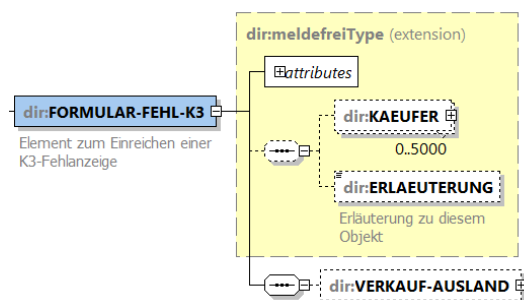 dir:meldefreiType (extension)
attributes
dir:FORMULAR-FEHL-K3
Element zum Einreichen einer
K3-Fehlanzeige
dir:KAEUFER
0..5000
dir:ERLAEUTERUNG
Erläuterung zu diesem
Objekt
dir:VERKAUF-AUSLAND